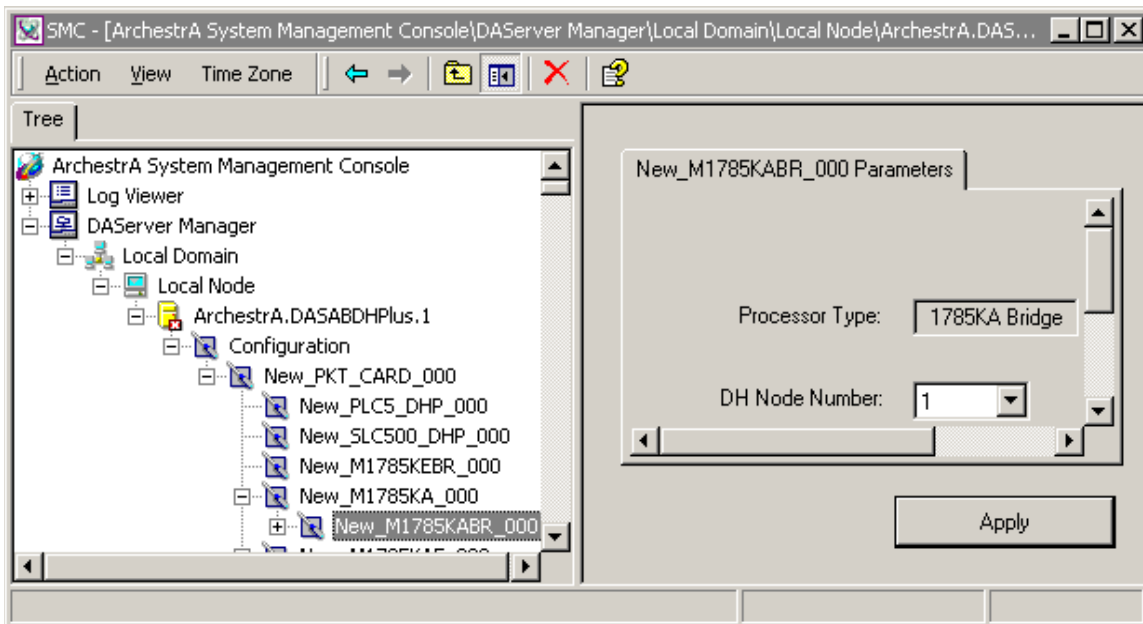 SMC - [ArchestrA System Management Console\DAServer Manager\Local Domain\Local Node\ArchestrA.DAS...
Action View Time Zone
Tree
ArchestrA System Management Console
Log Viewer
DAServer Manager
Local Domain
Local Node
ArchestrA.DASABDHPlus.1
Configuration
New_PKT_CARD_000
New_PLC5_DHP_000
New_SLC500_DHP_000
New_M1785KEBR_000
New_M1785KA_000
New_M1785KABR_000
New_M1785KABR_000 Parameters
Processor Type: 1785KA Bridge
DH Node Number: 1
Apply